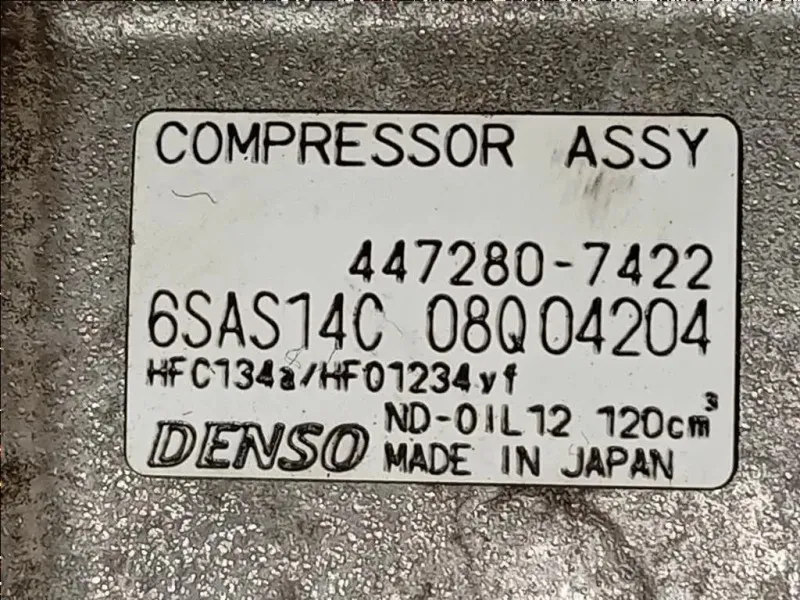 COMPRESSOR ASSY
447280-7422
6SAS14C 08Q04204
HFC134a/HFO1234yf
ND-OIL12 120cm³
DENSO MADE IN JAPAN